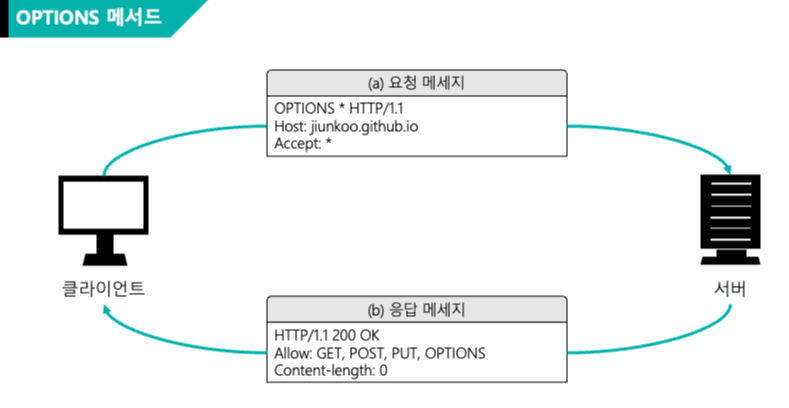 OPTIONS 메서드
(a) 요청 메세지
OPTIONS * HTTP/1.1
Host: jiunkoo.github.io
Accept: *
클라이언트
서버
(b) 응답 메세지
HTTP/1.1 200 OK
Allow: GET, POST, PUT, OPTIONS
Content-length: 0